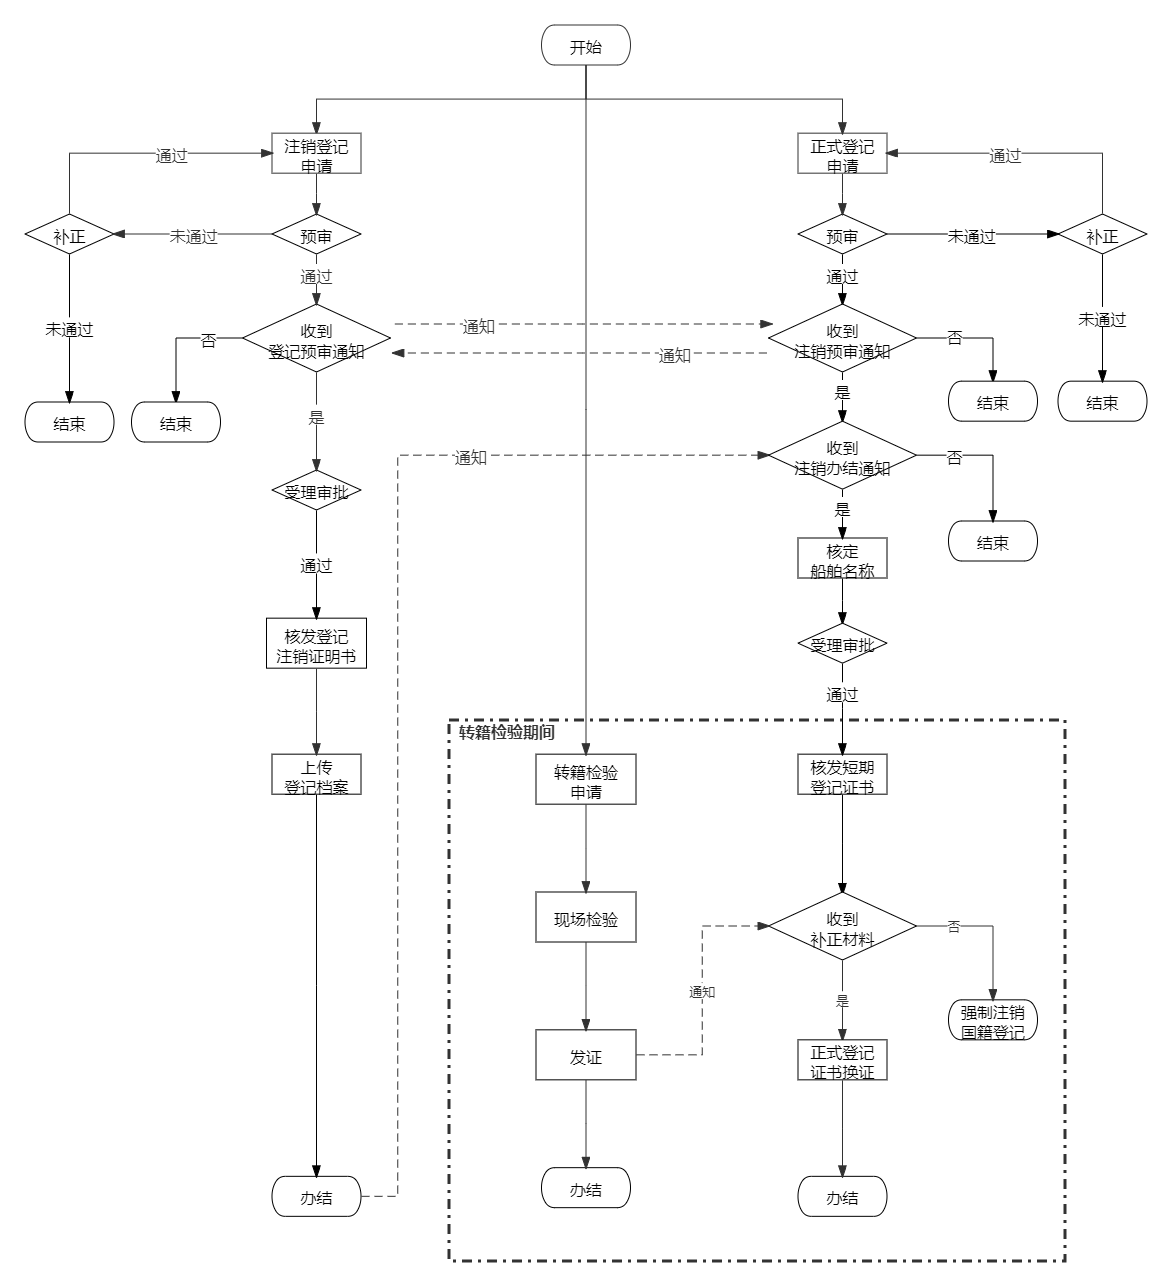 开始
注销登记
申请
正式登记
申请
通过
通过
补正
未通过
预审
预审
未通过
补正
通过
通过
未通过
否
收到
登记预审通知
通知
通知
收到
注销预审通知
否
未通过
结束
结束
是
是
结束
结束
通知
收到
注销办结通知
否
受理审批
是
结束
通过
核定
船舶名称
核发登记
注销证明书
受理审批
通过
转籍检验期间
上传
登记档案
转籍检验
申请
核发短期
登记证书
现场检验
收到
补正材料
否
通知
是
强制注销
国籍登记
发证
正式登记
证书换证
办结
办结
办结